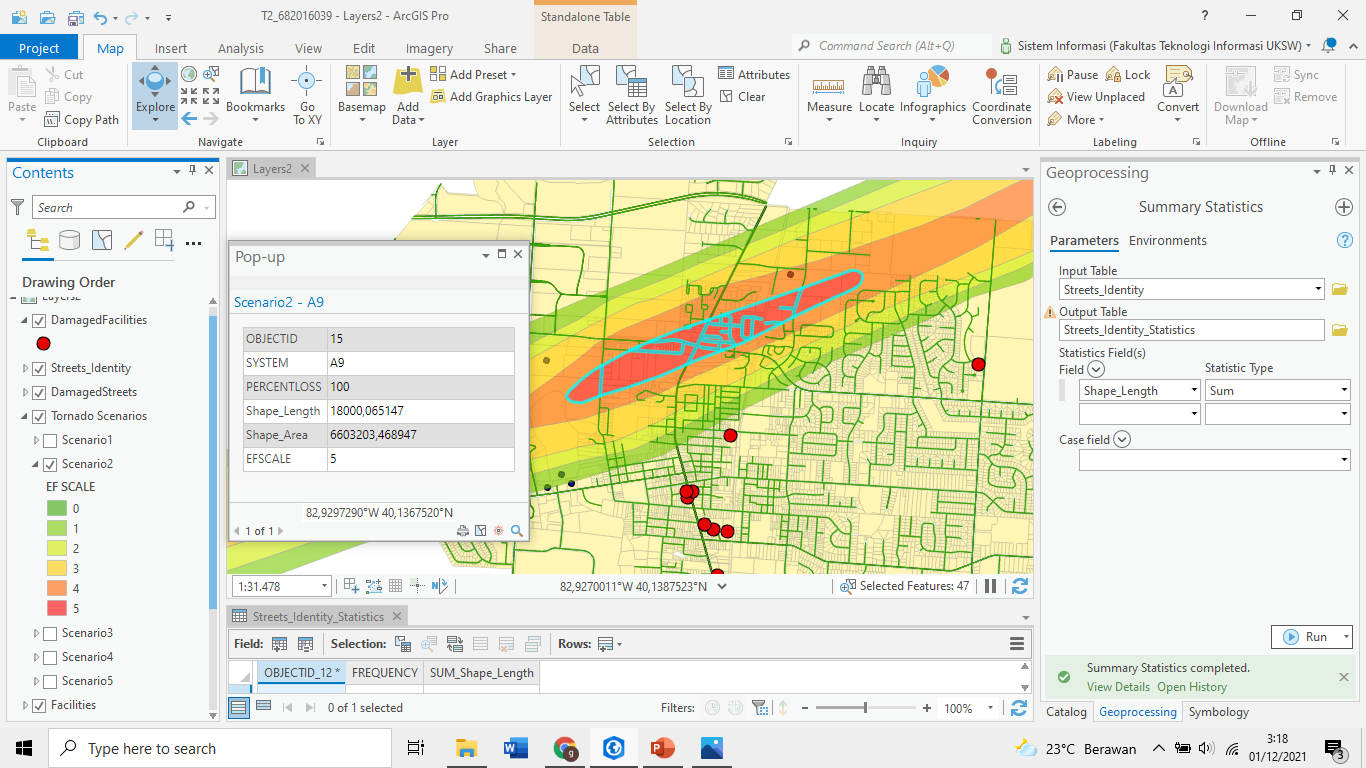 T2_682016039 - Layers2 - ArcGIS Pro
Standalone Table
?
Project Map Insert Analysis View Edit Imagery Share Data
Command Search (Alt+Q)
Sistem Informasi (Fakultas Teknologi Informasi UKSW)
Paste
Cut
Copy
Copy Path
Clipboard
Explore
Bookmarks
Go
To XY
Navigate
Basemap
Add
Data
Add Preset
Add Graphics Layer
Layer
Select
Select By
Attributes
Select By
Location
Attributes
Clear
Selection
Measure
Locate
Infographics
Coordinate
Conversion
Inquiry
Pause
Lock
View Unplaced
More
Convert
Labeling
Download
Map
Sync
Remove
Offline
Contents
Search
Drawing Order
Layers2
DamagedFacilities
Streets_Identity
DamagedStreets
Tornado Scenarios
Scenario1
Scenario2
EF SCALE
0
1
2
3
4
5
Scenario3
Scenario4
Scenario5
Facilities
Layers2
Pop-up
Scenario2 - A9
OBJECTID 15
SYSTEM A9
PERCENTLOSS 100
Shape_Length 18000,065147
Shape_Area 6603203,468947
EFSCALE 5
82,9297290°W 40,1367520°N
1 of 1
1:31.478
82,9270011°W 40,1387523°N
Selected Features: 47
Streets_Identity_Statistics
Field:
Selection:
Rows:
OBJECTID_12 * FREQUENCY SUM_Shape_Length
0 of 1 selected
Filters:
100%
Geoprocessing
Summary Statistics
Parameters Environments
Input Table
Streets_Identity
Output Table
Streets_Identity_Statistics
Statistics Field(s)
Field
Statistic Type
Shape_Length
Sum
Case field
Run
Summary Statistics completed.
View Details Open History
Catalog Geoprocessing Symbology
Type here to search
23°C Berawan
3:18
01/12/2021
3